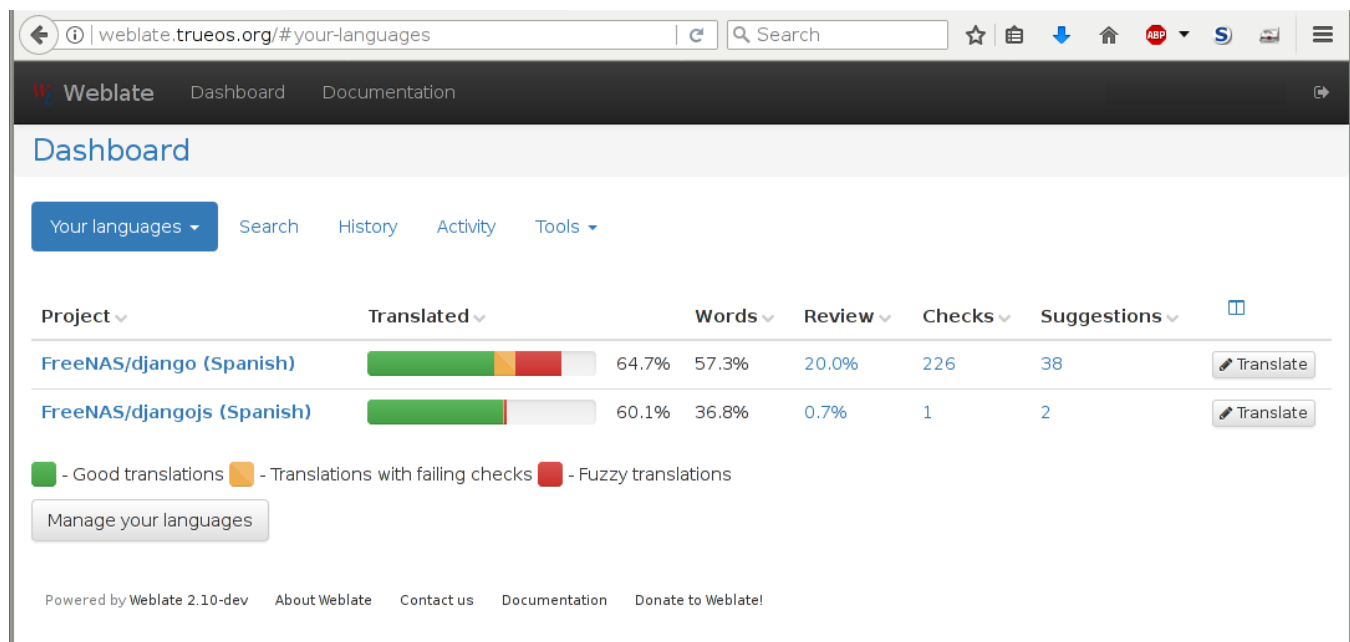 weblate.trueos.org/#your-languages Search ABP S
Weblate Dashboard Documentation
Dashboard
Your languages Search History Activity Tools
Project Translated Words Review Checks Suggestions
FreeNAS/django (Spanish) 64.7% 57.3% 20.0% 226 38 Translate
FreeNAS/djangojs (Spanish) 60.1% 36.8% 0.7% 1 2 Translate
- Good translations - Translations with failing checks - Fuzzy translations
Manage your languages
Powered by Weblate 2.10-dev About Weblate Contact us Documentation Donate to Weblate!